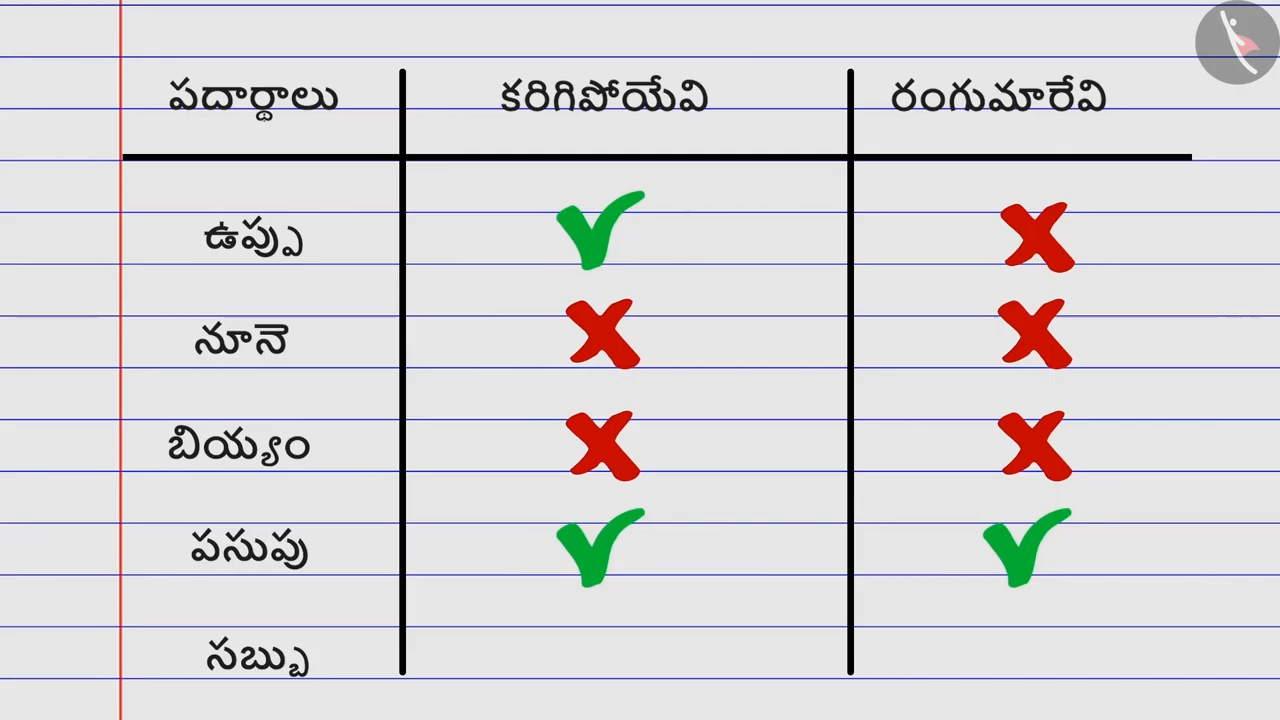 పదార్థాలు కరిగిపోయేవి రంగుమారేవి
ఉప్పు
నూనె
బియ్యం
పసుపు
సబ్బు